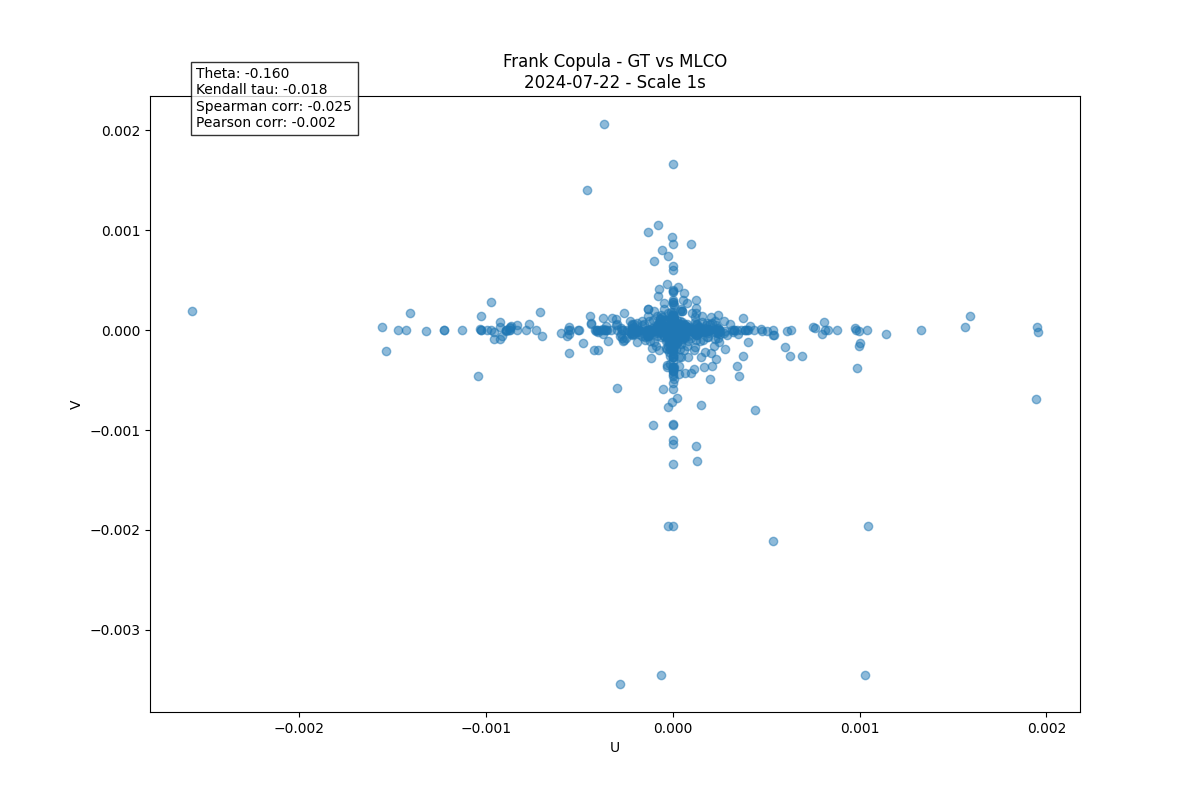 Frank Copula - GT vs MLCO
2024-07-22 - Scale 1s
Theta: -0.160
Kendall tau: -0.018
Spearman corr: -0.025
Pearson corr: -0.002
V
0.002
0.001
0.000
−0.001
−0.002
−0.003
−0.002
−0.001
0.000
0.001
0.002
U